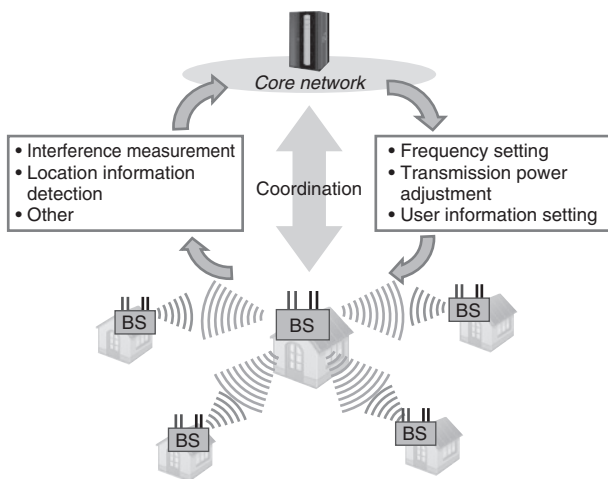 Core network
• Interference measurement
• Location information
detection
• Other
Coordination
• Frequency setting
• Transmission power
adjustment
• User information setting
BS
BS
BS
BS
BS